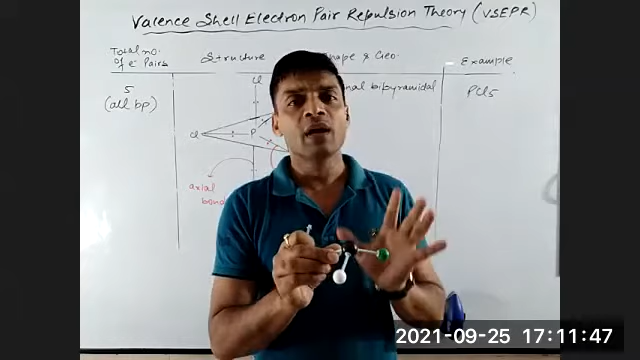 Valence Shell Electron Pair Repulsion Theory (VSEPR)
Total no. of e⁻ Pairs
Structure
Shape & Geo.
Example
5
(all bp)
Cl
Cl
P
nal bipyramidal
PCl5
axial
bond
2021-09-25 17:11:47